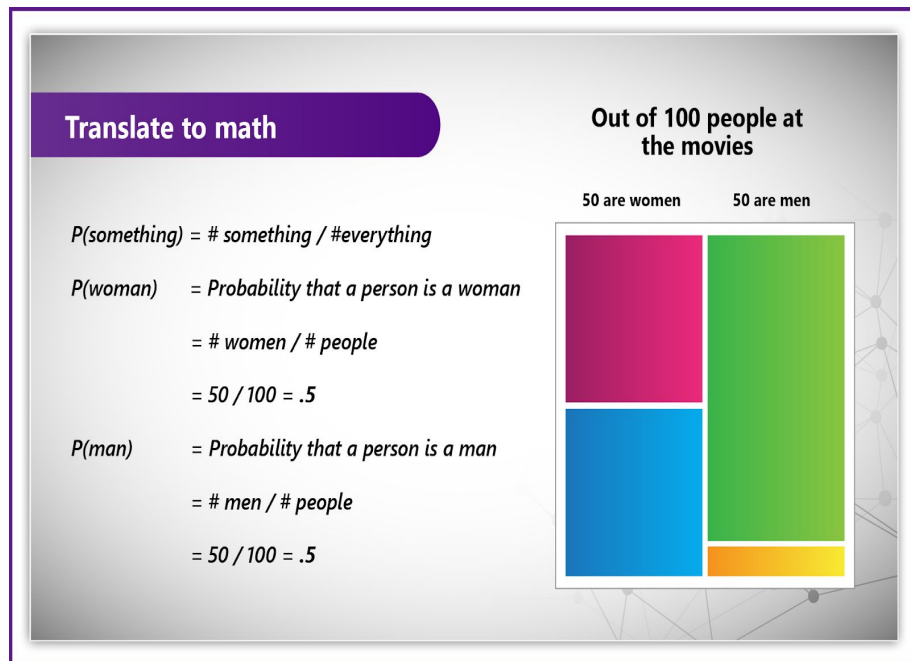 Translate to math
Out of 100 people at
the movies
50 are women 50 are men
P(something) = # something / #everything
P(woman) = Probability that a person is a woman
= # women / # people
= 50 / 100 = .5
P(man) = Probability that a person is a man
= # men / # people
= 50 / 100 = .5